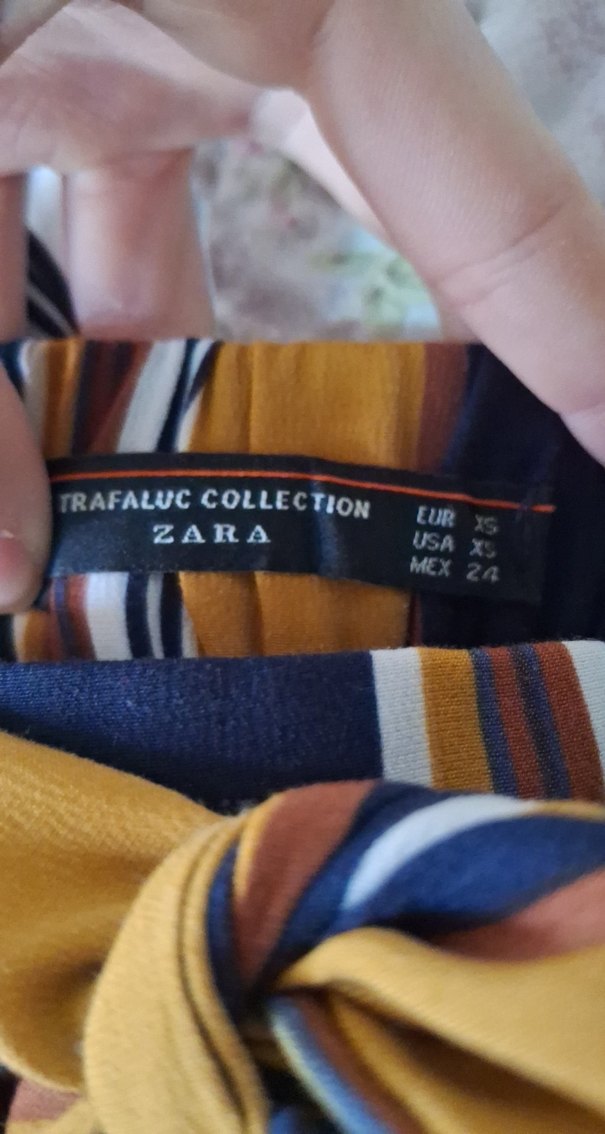 TRAFALUC COLLECTION
ZARA
EUR XS
USA XS
MEX 24